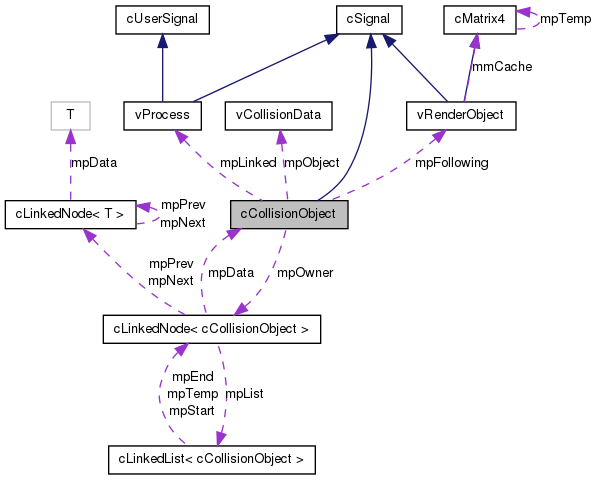 cUserSignal
cSignal
cMatrix4
mpTemp
mmCache
T
vProcess
vCollisionData
vRenderObject
mpData
mpLinked
mpObject
mpFollowing
cLinkedNode< T >
mpPrev
mpNext
cCollisionObject
mpPrev
mpNext
mpData
mpOwner
cLinkedNode< cCollisionObject >
mpEnd
mpTemp
mpStart
mpList
cLinkedList< cCollisionObject >